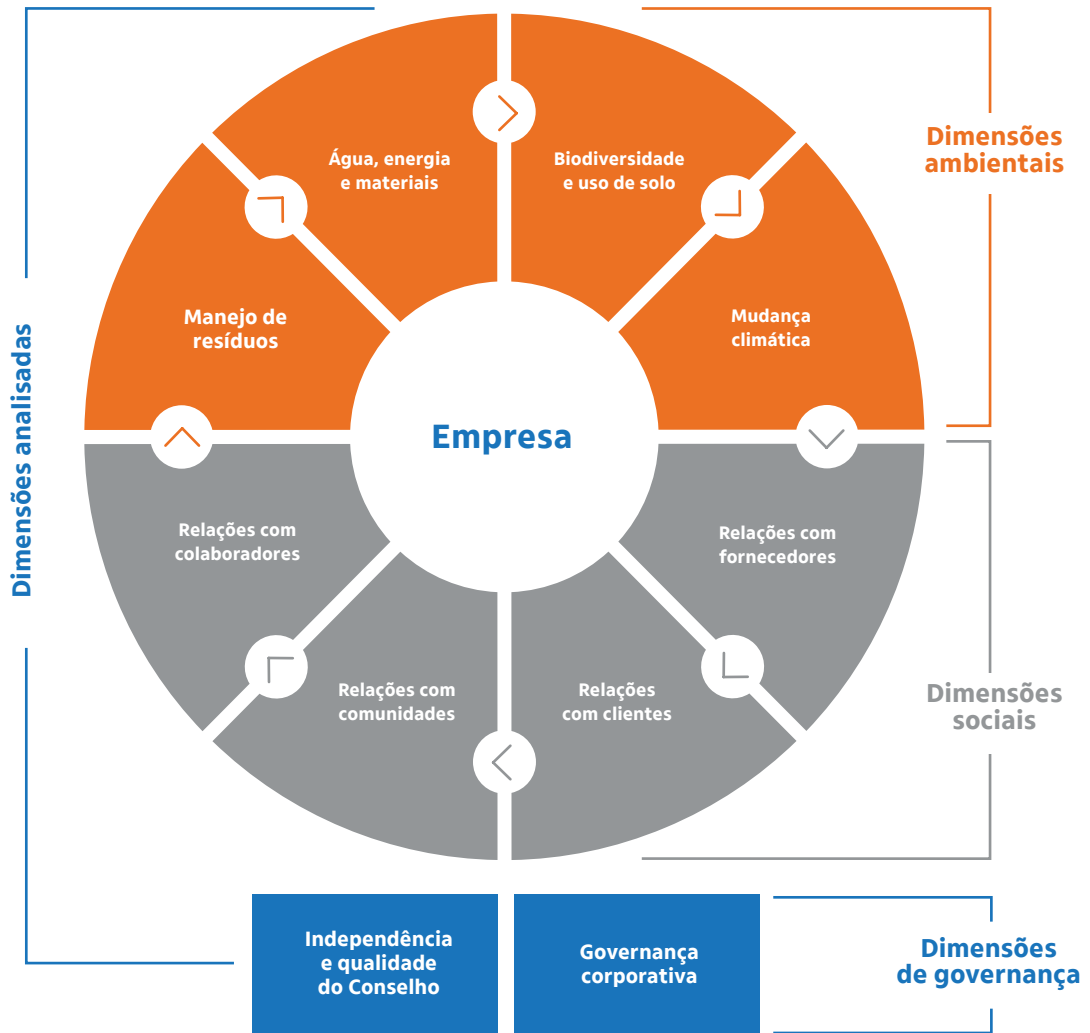 Dimensões analisadas
Água, energia
e materiais
Biodiversidade
e uso de solo
Dimensões
ambientais
Manejo de
resíduos
Mudança
climática
Empresa
Relações com
colaboradores
Relações com
fornecedores
Relações com
comunidades
Relações
com clientes
Dimensões
sociais
Independência
e qualidade
do Conselho
Governança
corporativa
Dimensões
de governança